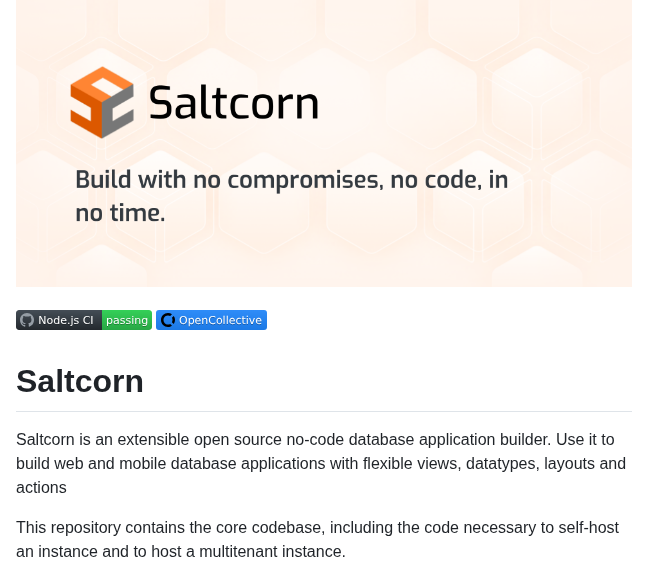 Saltcorn
Build with no compromises, no code, in
no time.
Node.js CI passing OpenCollective
Saltcorn
Saltcorn is an extensible open source no-code database application builder. Use it to
build web and mobile database applications with flexible views, datatypes, layouts and
actions
This repository contains the core codebase, including the code necessary to self-host
an instance and to host a multitenant instance.